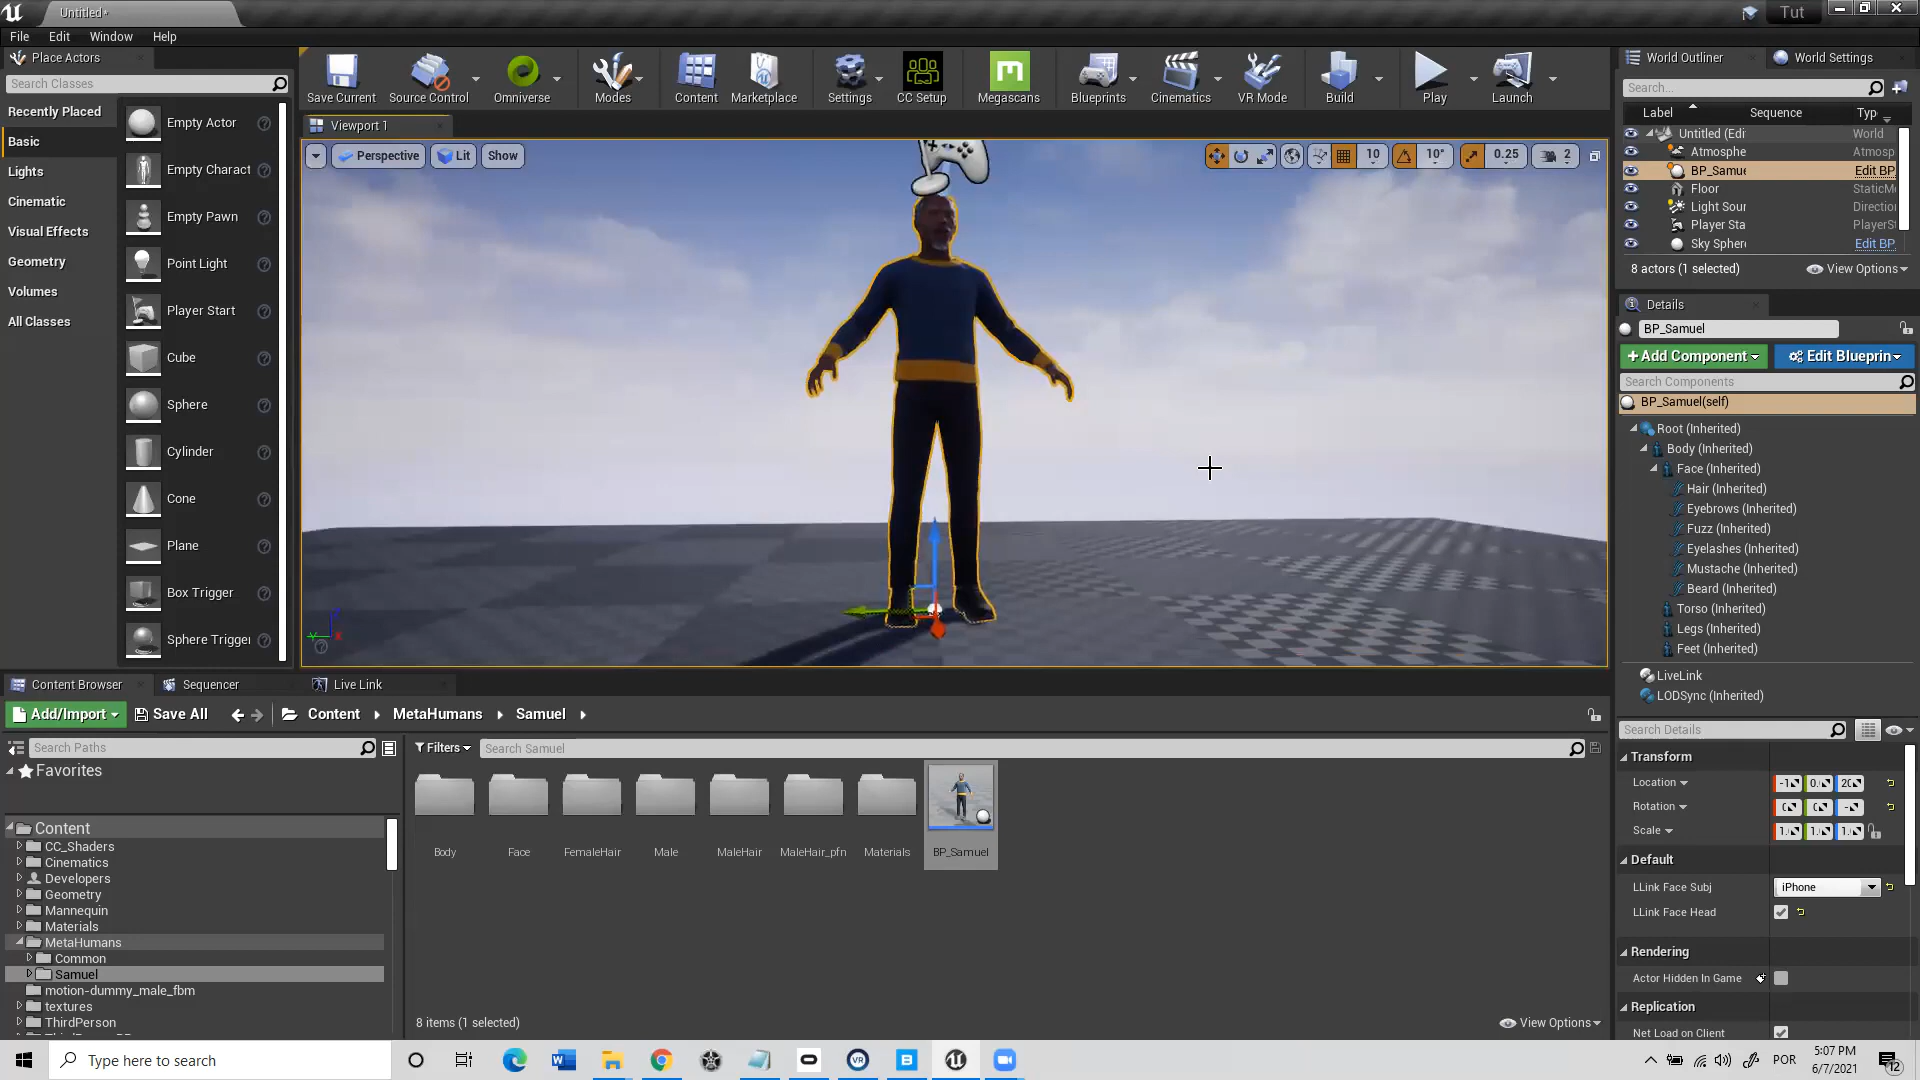 Untitled*
Tut
File Edit Window Help
Place Actors
Search Classes
Recently Placed
Basic
Lights
Cinematic
Visual Effects
Geometry
Volumes
All Classes
Empty Actor
Empty Charact
Empty Pawn
Point Light
Player Start
Cube
Sphere
Cylinder
Cone
Plane
Box Trigger
Sphere Trigger
Save Current
Source Control
Omniverse
Modes
Content
Marketplace
Settings
CC Setup
Megascans
Blueprints
Cinematics
VR Mode
Build
Play
Launch
Viewport 1
Perspective
Lit
Show
10
10°
0.25
2
World Outliner
World Settings
Search...
Label Sequence Typ
Untitled (Edi World
Atmosphe Atmosp
BP_Samue Edit BP
Floor StaticMe
Light Sour Direction
Player Sta PlayerSt
Sky Sphere Edit BP
8 actors (1 selected)
View Options
Details
BP_Samuel
+Add Component
Edit Blueprin
Search Components
BP_Samuel(self)
Root (Inherited)
Body (Inherited)
Face (Inherited)
Hair (Inherited)
Eyebrows (Inherited)
Fuzz (Inherited)
Eyelashes (Inherited)
Mustache (Inherited)
Beard (Inherited)
Torso (Inherited)
Legs (Inherited)
Feet (Inherited)
LiveLink
LODSync (Inherited)
Search Details
Transform
Location
Rotation
Scale
Default
LLink Face Subj
iPhone
LLink Face Head
Rendering
Actor Hidden In Game
Replication
Net Load on Client
Content Browser
Sequencer
Live Link
Add/Import
Save All
Content
MetaHumans
Samuel
Search Paths
Filters
Search Samuel
Favorites
Content
CC_Shaders
Cinematics
Developers
Geometry
Mannequin
Materials
MetaHumans
Common
Samuel
motion-dummy_male_fbm
textures
ThirdPerson
Body
Face
FemaleHair
Male
MaleHair
MaleHair_pfn
Materials
BP_Samuel
8 items (1 selected)
View Options
Type here to search
POR
5:07 PM
6/7/2021
12